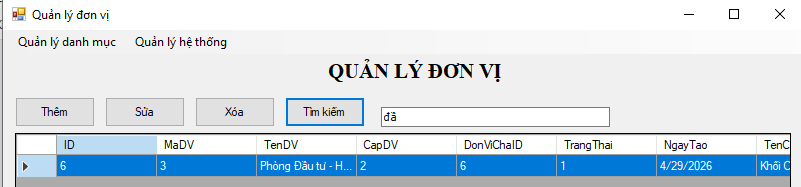 Quản lý đơn vị
Quản lý danh mục Quản lý hệ thống
QUẢN LÝ ĐƠN VỊ
Thêm Sửa Xóa Tìm kiếm đầ
ID MaDV TenDV CapDV DonViChaID TrangThai NgayTao TenC
6 3 Phòng Đầu tư - H... 2 6 1 4/29/2026 Khối C